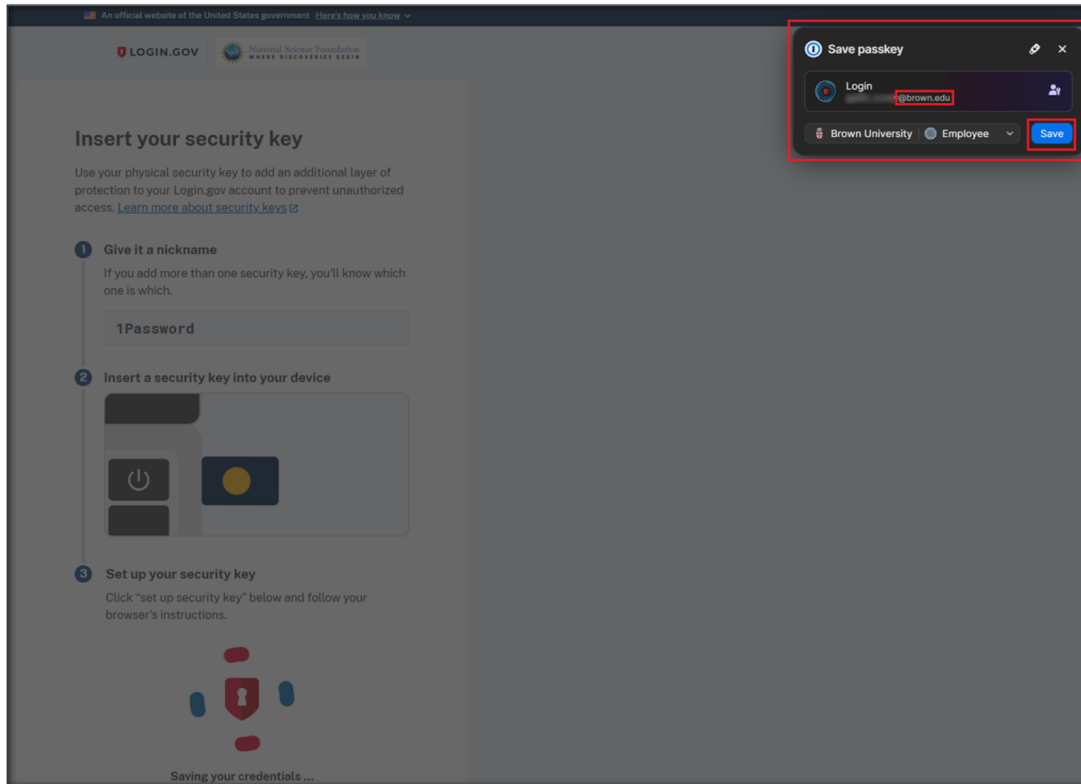 An official website of the United States government Here's how you know
LOGIN.GOV
National Science Foundation
WHERE DISCOVERIES BEGIN
Save passkey
Login
@brown.edu
Brown University
Employee
Save
Insert your security key
Use your physical security key to add an additional layer of
protection to your Login.gov account to prevent unauthorized
access. Learn more about security keys
1 Give it a nickname
If you add more than one security key, you'll know which
one is which.
1Password
2 Insert a security key into your device
3 Set up your security key
Click “set up security key” below and follow your
browser's instructions.
Saving your credentials ...